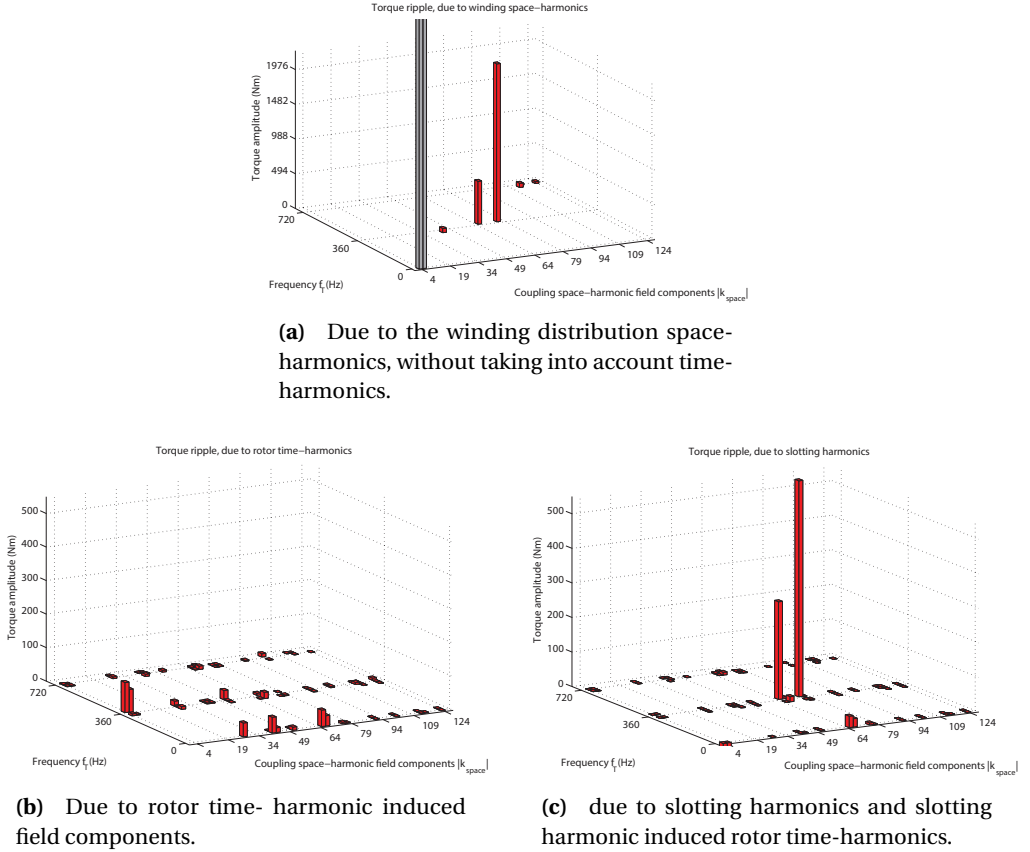 Torque ripple, due to winding space−harmonics
Torque amplitude (Nm)
1976
1482
988
494
0
720
360
0
4
19
34
49
64
79
94
109
124
Frequency f_T(Hz)
Coupling space−harmonic field components |k_space|
(a) Due to the winding distribution space-
harmonics, without taking into account time-
harmonics.
Torque ripple, due to rotor time−harmonics
Torque amplitude (Nm)
500
400
300
200
100
0
720
360
0
4
19
34
49
64
79
94
109
124
Frequency f_T(Hz)
Coupling space−harmonic field components |k_space|
(b) Due to rotor time- harmonic induced
field components.
Torque ripple, due to slotting harmonics
Torque amplitude (Nm)
500
400
300
200
100
0
720
360
0
4
19
34
49
64
79
94
109
124
Frequency f_T(Hz)
Coupling space−harmonic field components |k_space|
(c) due to slotting harmonics and slotting
harmonic induced rotor time-harmonics.